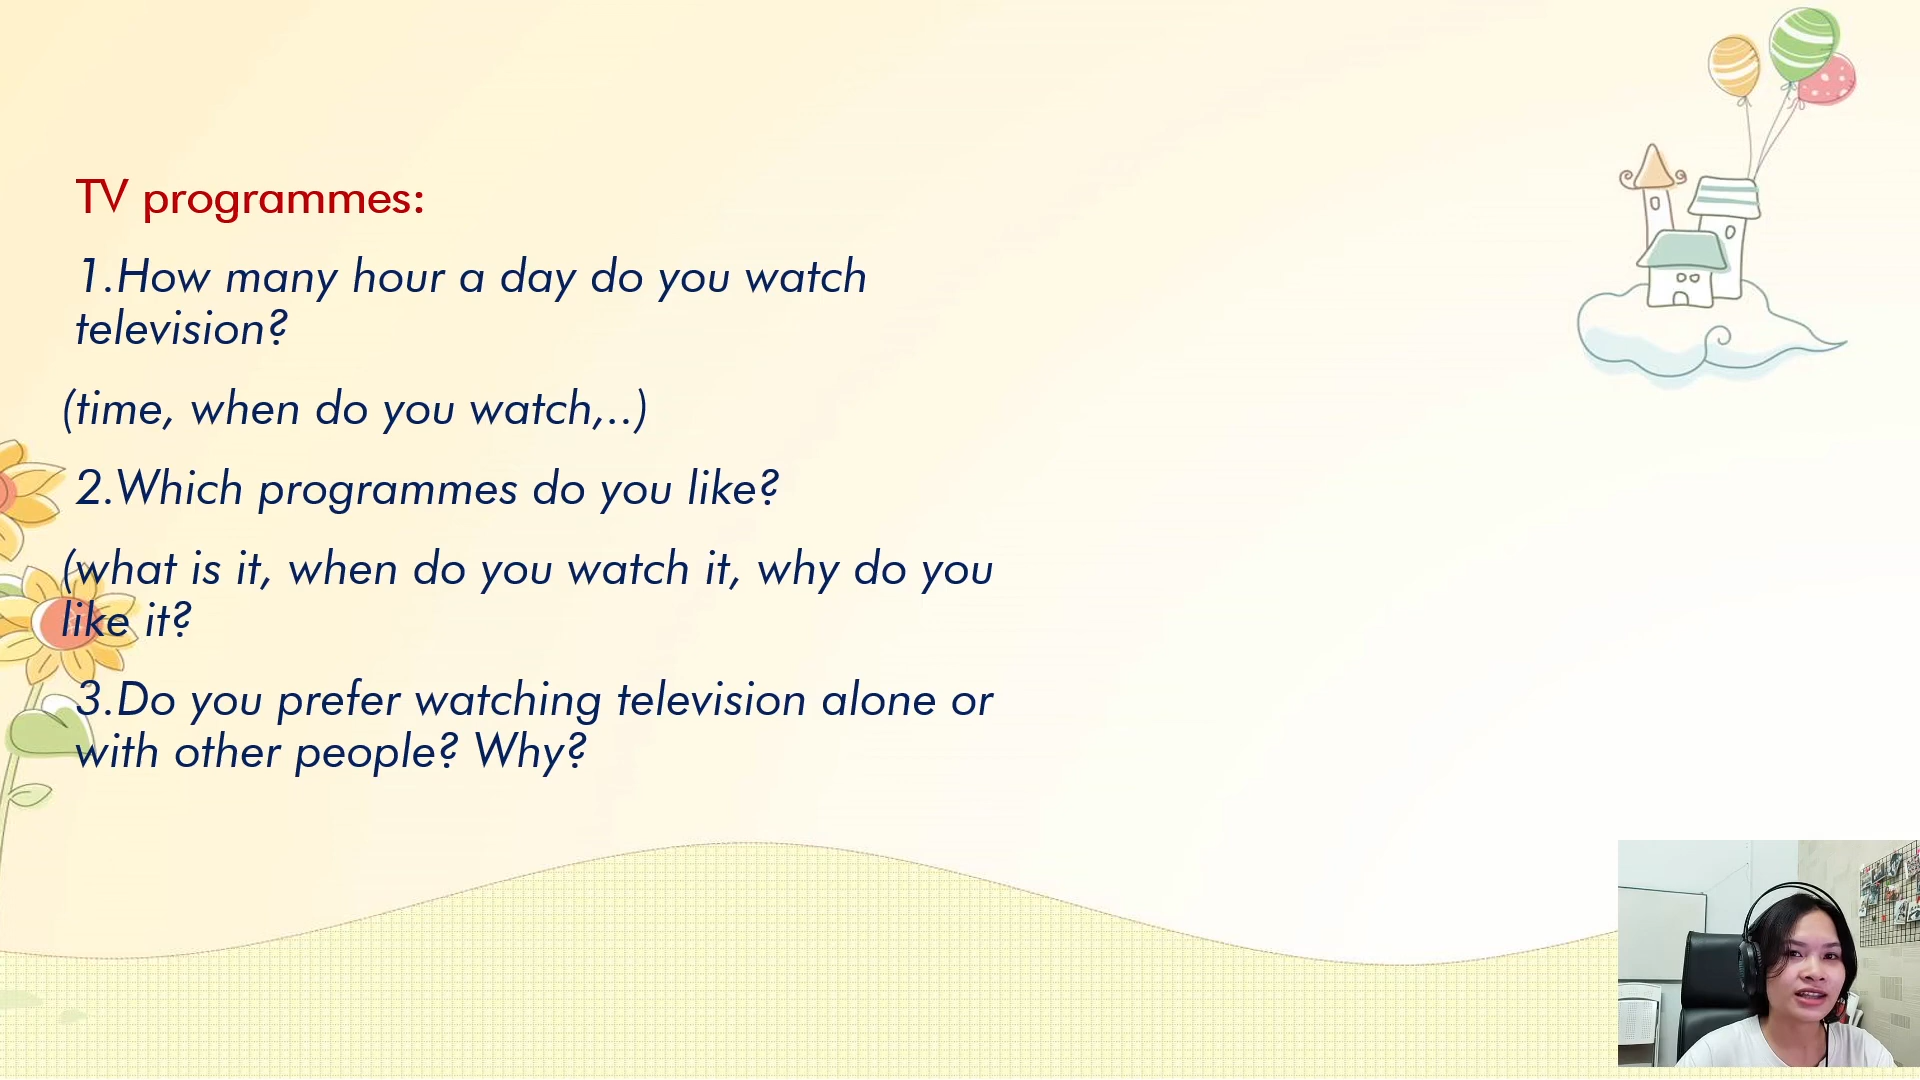 TV programmes:
1.How many hour a day do you watch
television?
(time, when do you watch,..)
2.Which programmes do you like?
(what is it, when do you watch it, why do you
like it?
3.Do you prefer watching television alone or
with other people? Why?